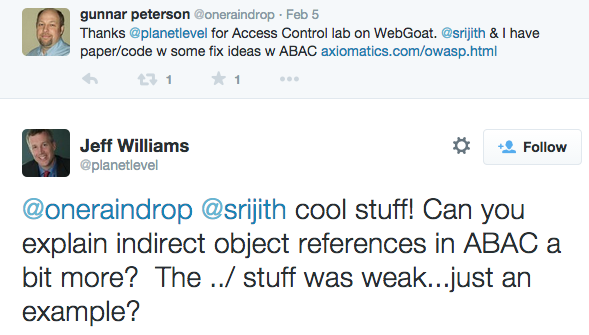 gunnar peterson @oneraindrop · Feb 5
Thanks @planetlevel for Access Control lab on WebGoat. @srijith & I have
paper/code w some fix ideas w ABAC axiomatics.com/owasp.html
1 1
Jeff Williams
@planetlevel
Follow
@oneraindrop @srijith cool stuff! Can you
explain indirect object references in ABAC a
bit more?  The ../ stuff was weak...just an
example?